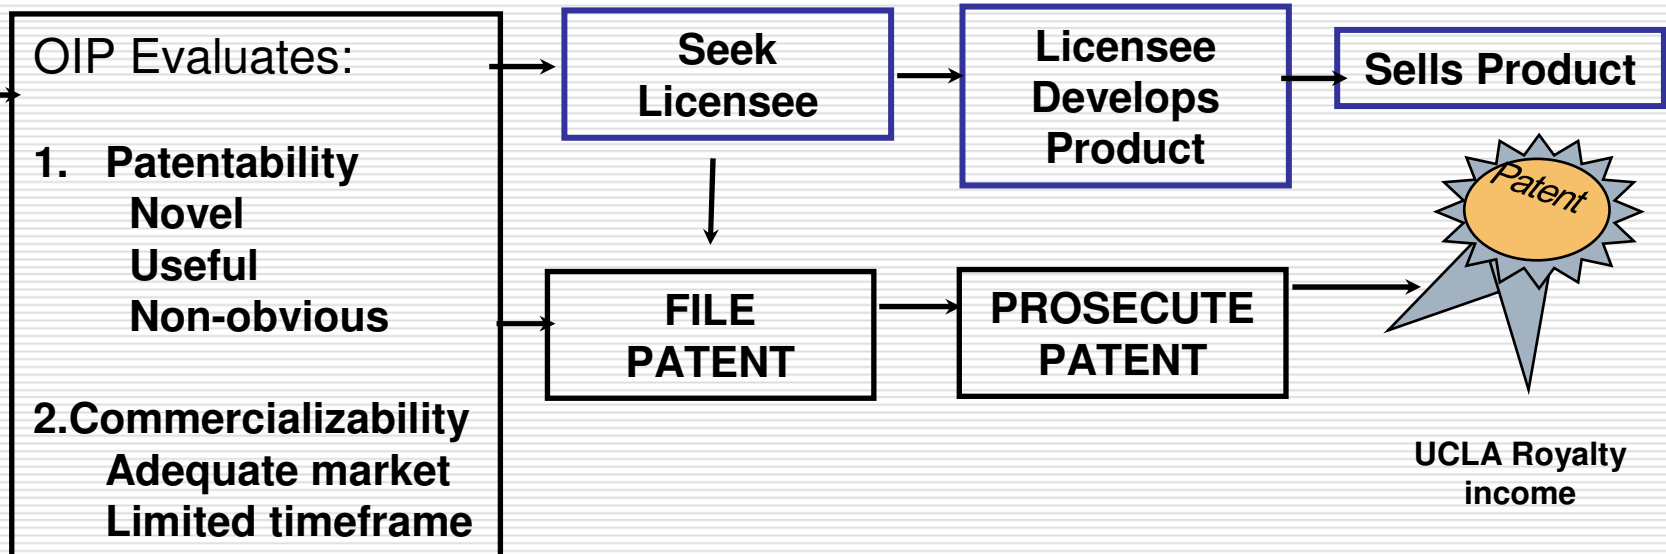 OIP Evaluates:
1. Patentability
Novel
Useful
Non-obvious
2.Commercializability
Adequate market
Limited timeframe
Seek
Licensee
Licensee
Develops
Product
Sells Product
FILE
PATENT
PROSECUTE
PATENT
Patent
UCLA Royalty
income